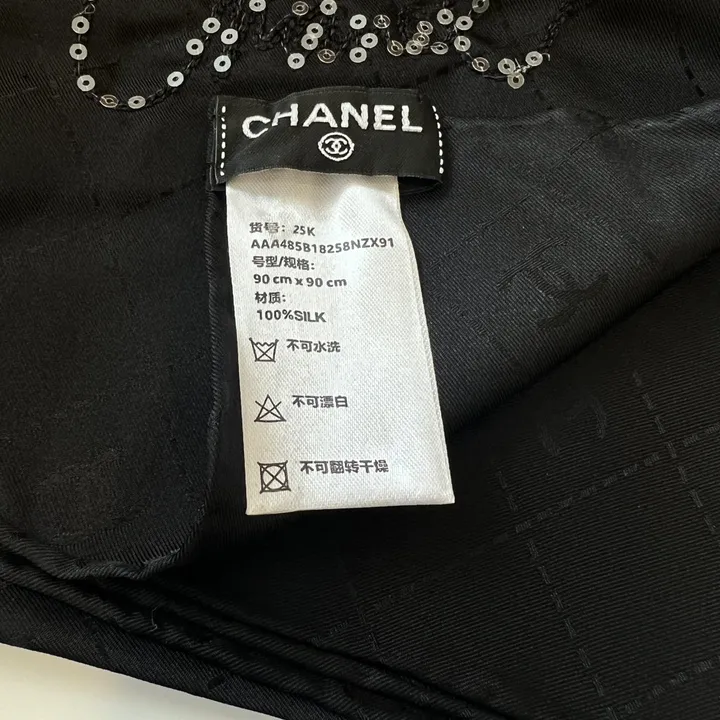 CHANEL
货号: 25K
AAA485B18258NZX91
号型/规格:
90 cm x 90 cm
材质:
100%SILK
不可水洗
不可漂白
不可翻转干燥